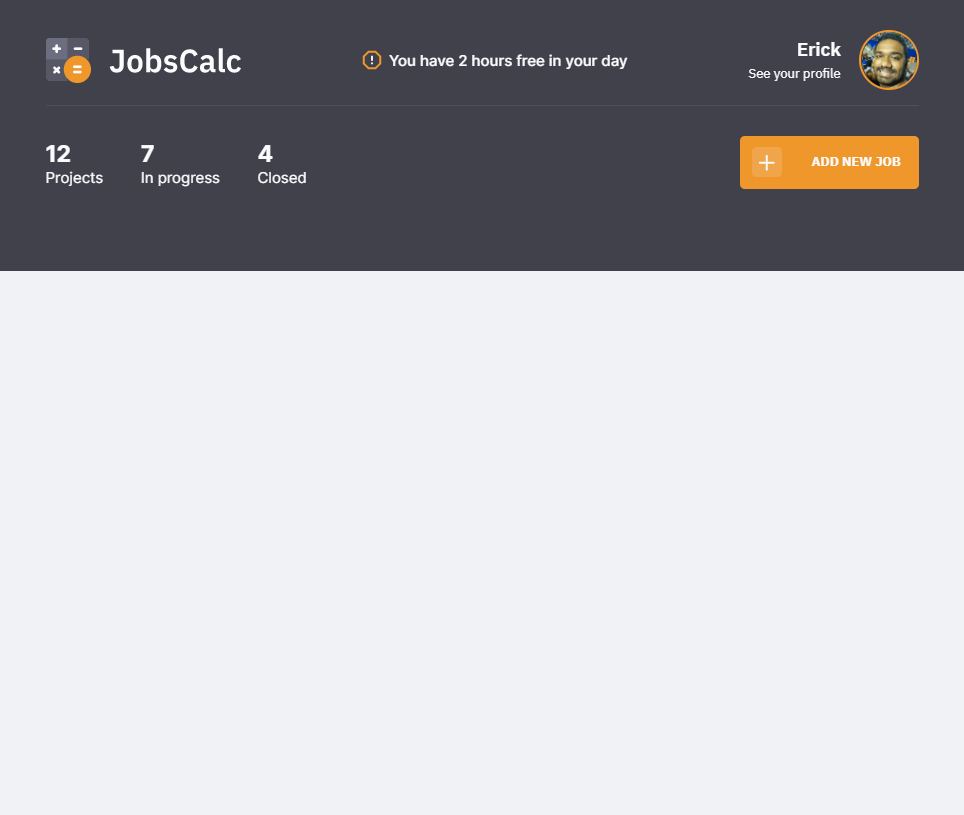 JobsCalc
You have 2 hours free in your day
Erick
See your profile
12
Projects
7
In progress
4
Closed
ADD NEW JOB